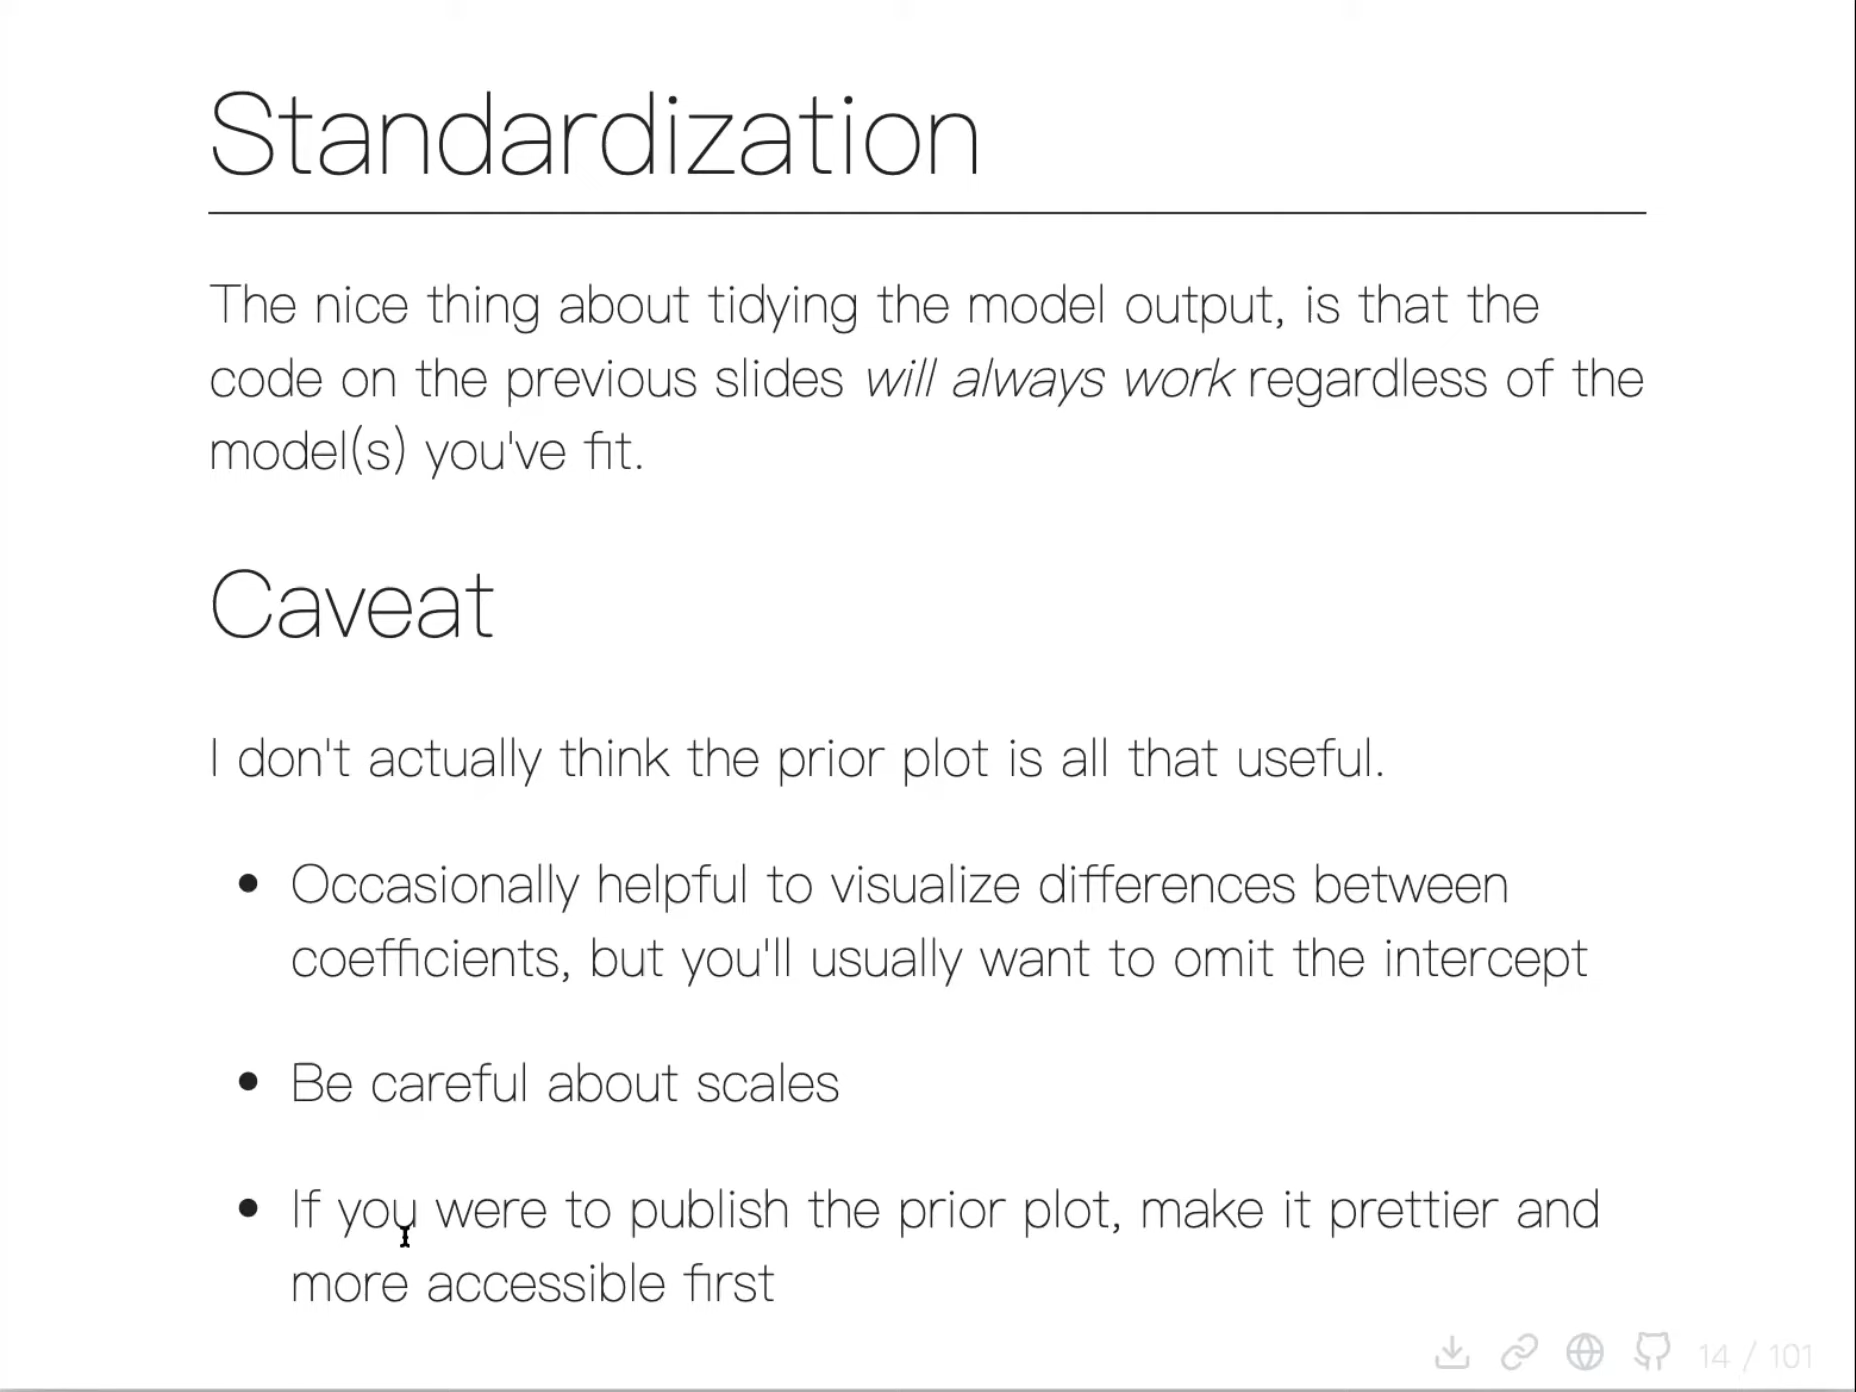 Standardization
The nice thing about tidying the model output, is that the
code on the previous slides will always work regardless of the
model(s) you've fit.
Caveat
I don't actually think the prior plot is all that useful.
• Occasionally helpful to visualize differences between
coefficients, but you'll usually want to omit the intercept
• Be careful about scales
• If you were to publish the prior plot, make it prettier and
more accessible first
14 / 101